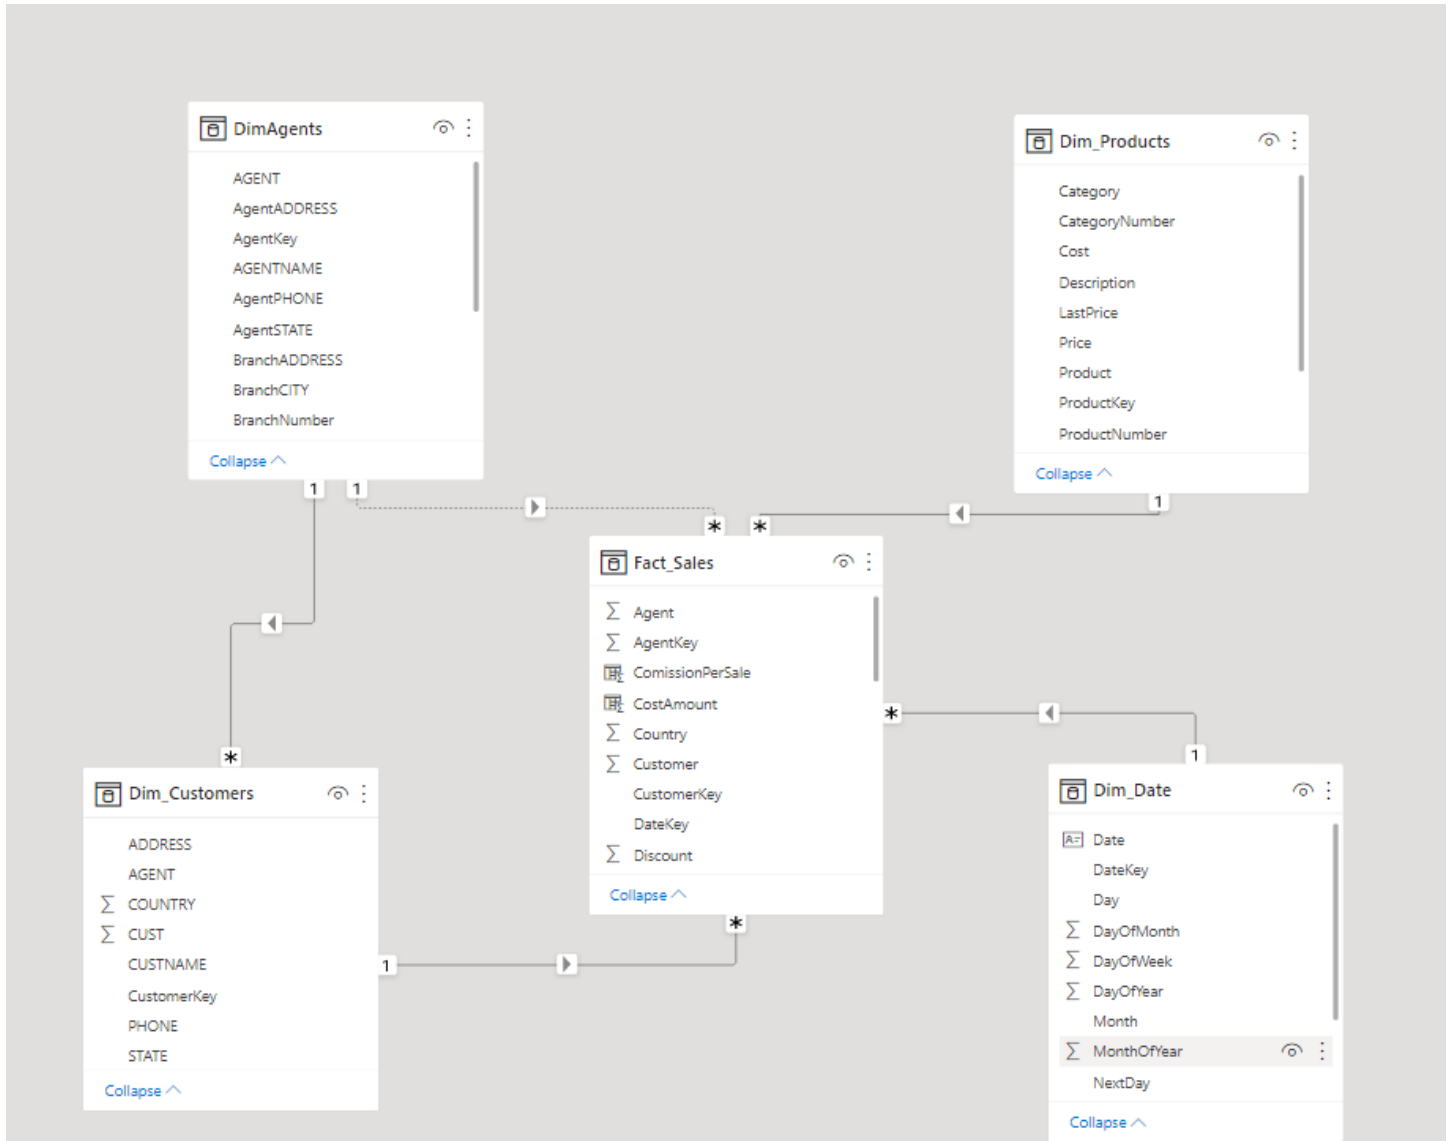 DimAgents
AGENT
AgentADDRESS
AgentKey
AGENTNAME
AgentPHONE
AgentSTATE
BranchADDRESS
BranchCITY
BranchNumber
Collapse
1
1
*
Dim_Products
Category
CategoryNumber
Cost
Description
LastPrice
Price
Product
ProductKey
ProductNumber
Collapse
1
*
*
Fact_Sales
Σ Agent
Σ AgentKey
ComissionPerSale
CostAmount
Σ Country
Σ Customer
CustomerKey
DateKey
Σ Discount
Collapse
*
1
*
Dim_Customers
ADDRESS
AGENT
Σ COUNTRY
Σ CUST
CUSTNAME
CustomerKey
PHONE
STATE
Collapse
1
*
Dim_Date
Date
DateKey
Day
Σ DayOfMonth
Σ DayOfWeek
Σ DayOfYear
Month
Σ MonthOfYear
NextDay
Collapse